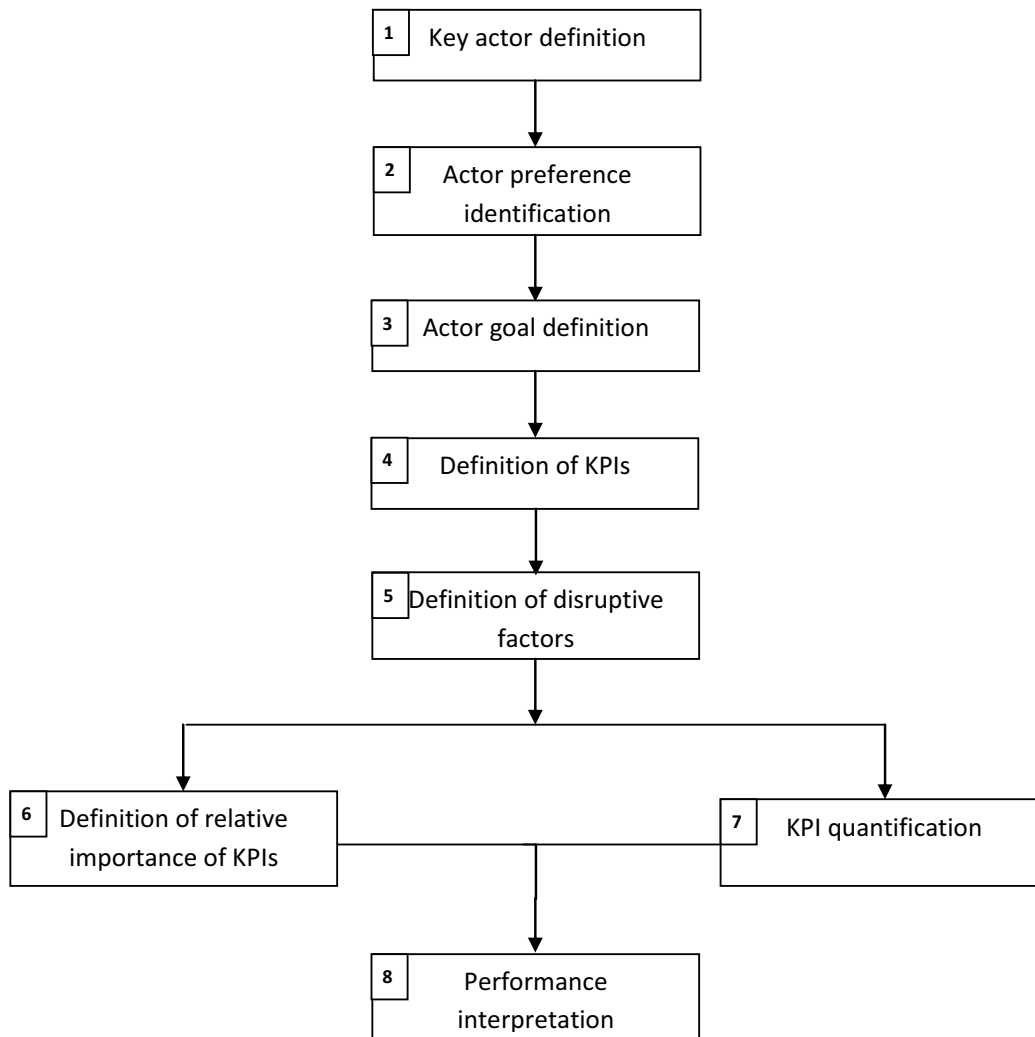 1
Key actor definition
2
Actor preference
identification
3
Actor goal definition
4
Definition of KPIs
5
Definition of disruptive
factors
6
Definition of relative
importance of KPIs
7
KPI quantification
8
Performance
interpretation